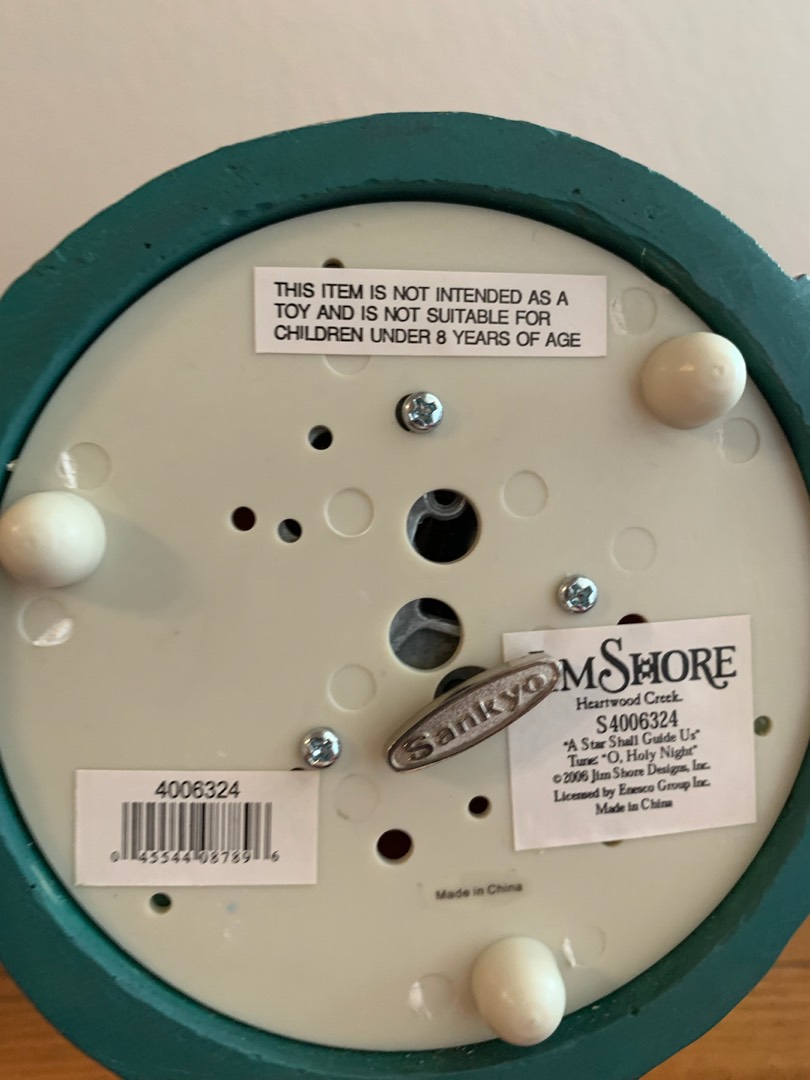 THIS ITEM IS NOT INTENDED AS A
TOY AND IS NOT SUITABLE FOR
CHILDREN UNDER 8 YEARS OF AGE
JIM SHORE
Heartwood Creek.
S4006324
"A Star Shall Guide Us"
Tune: "O, Holy Night"
©2006 Jim Shore Designs, Inc.
Licensed by Enesco Group Inc.
Made in China
Sankyo
4006324
0 45544 08789 6
Made in China